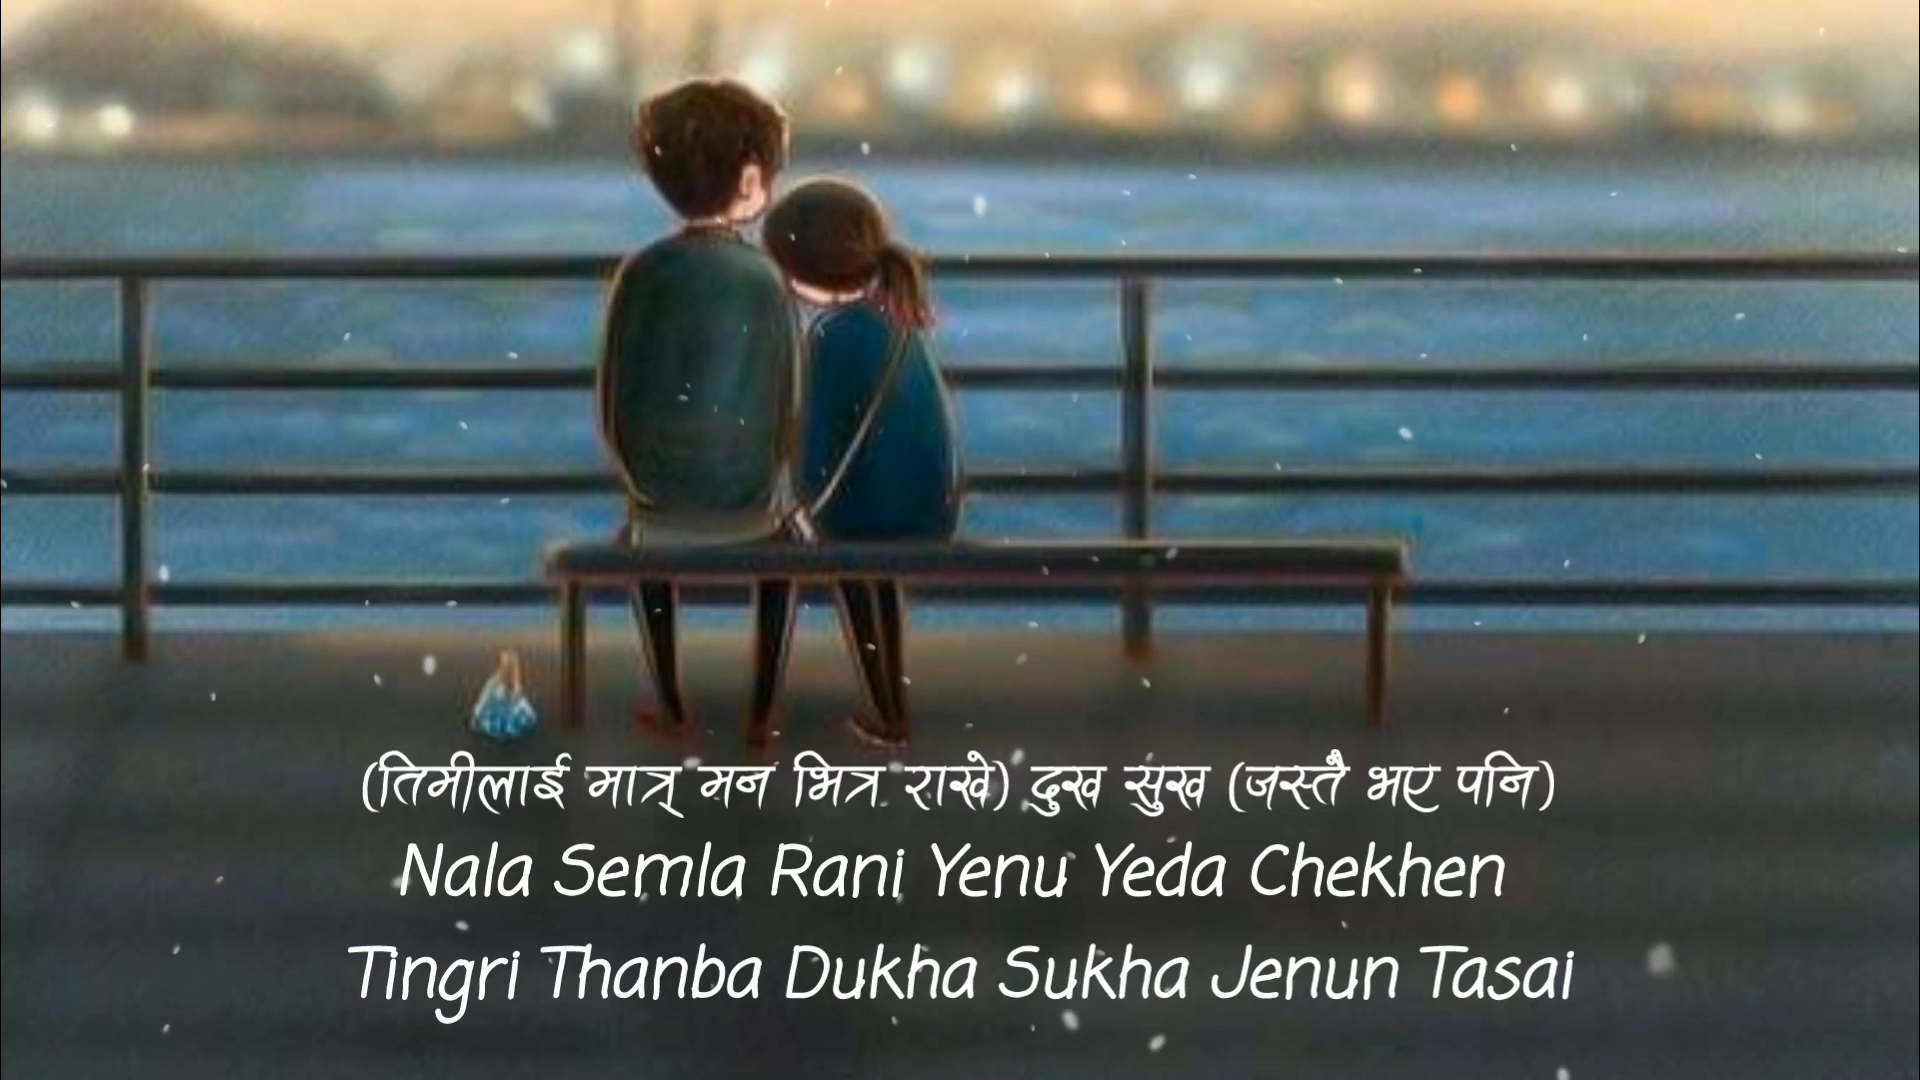 (तिमीलाई मात्र् मन भित्र राखे) दुख सुख (जस्तै भए पनि)
Nala Semla Rani Yenu Yeda Chekhen
Tingri Thanba Dukha Sukha Jenun Tasai